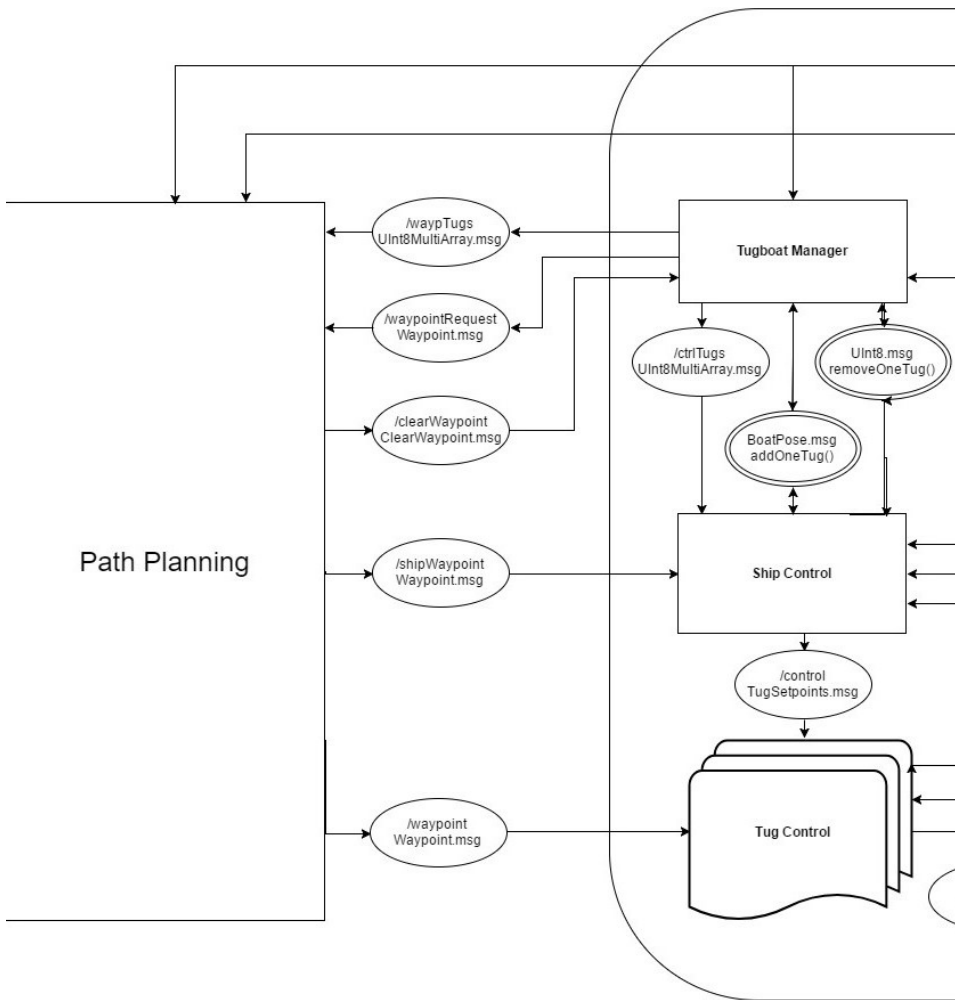 /waypTugs
UInt8MultiArray.msg
Tugboat Manager
/waypointRequest
Waypoint.msg
/ctrlTugs
UInt8MultiArray.msg
UInt8.msg
removeOneTug()
/clearWaypoint
ClearWaypoint.msg
BoatPose.msg
addOneTug()
Path Planning
/shipWaypoint
Waypoint.msg
Ship Control
/control
TugSetpoints.msg
/waypoint
Waypoint.msg
Tug Control